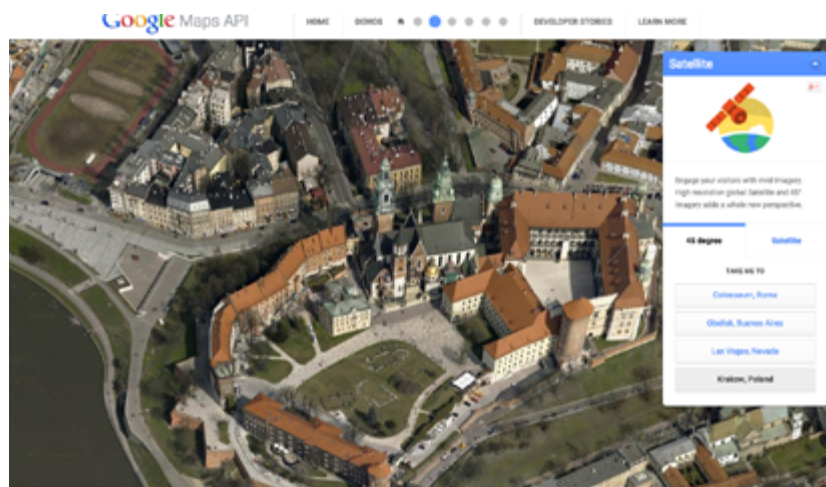 Google Maps API
HOME
DEMOS
DEVELOPER STORIES
LEARN MORE
Satellite
Engage your visitors with vivid imagery.
High resolution global Satellite and 45°
imagery adds a whole new perspective.
45 degree
Satellite
TAKE ME TO
Colosseum, Rome
Obelisk, Buenos Aires
Las Vegas, Nevada
Krakow, Poland